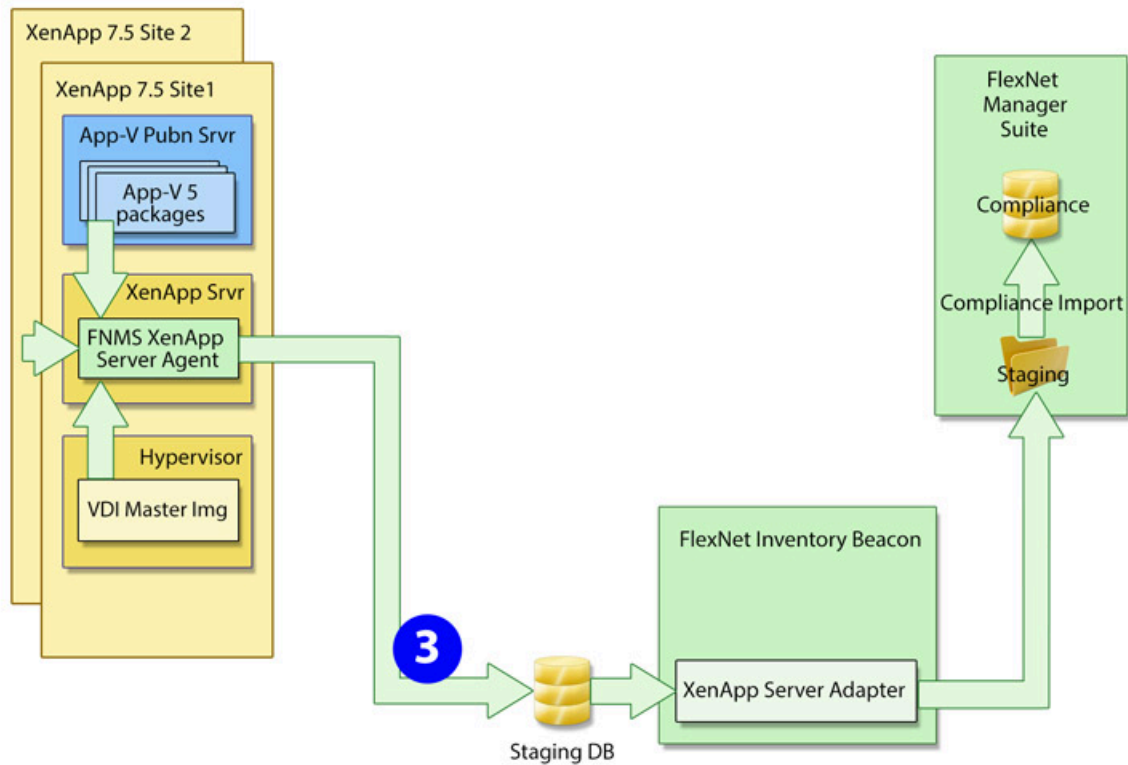 XenApp 7.5 Site 2
XenApp 7.5 Site1
App-V Pubn Srvr
App-V 5
packages
XenApp Srvr
FNMS XenApp
Server Agent
Hypervisor
VDI Master Img
3
Staging DB
FlexNet Inventory Beacon
XenApp Server Adapter
FlexNet
Manager
Suite
Compliance
Compliance Import
Staging